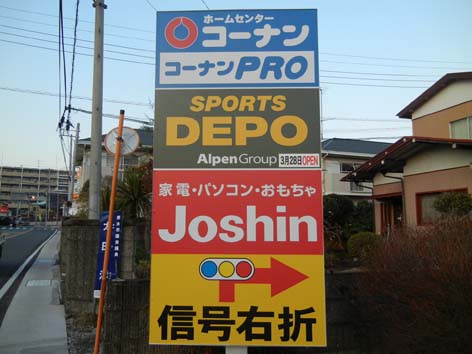 ホームセンター
コーナン
コーナンPRO
SPORTS
DEPO
AlpenGroup 3月28日OPEN
家電・パソコン・おもちゃ
Joshin
信号右折